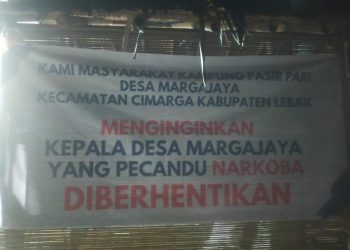 KAMI MASYARAKAT KAMPUNG PASIR PARI
DESA MARGAJAYA
KECAMATAN CIMARGA KABUPATEN LEBAK
MENGINGINKAN
KEPALA DESA MARGAJAYA
YANG PECANDU NARKOBA
DIBERHENTIKAN